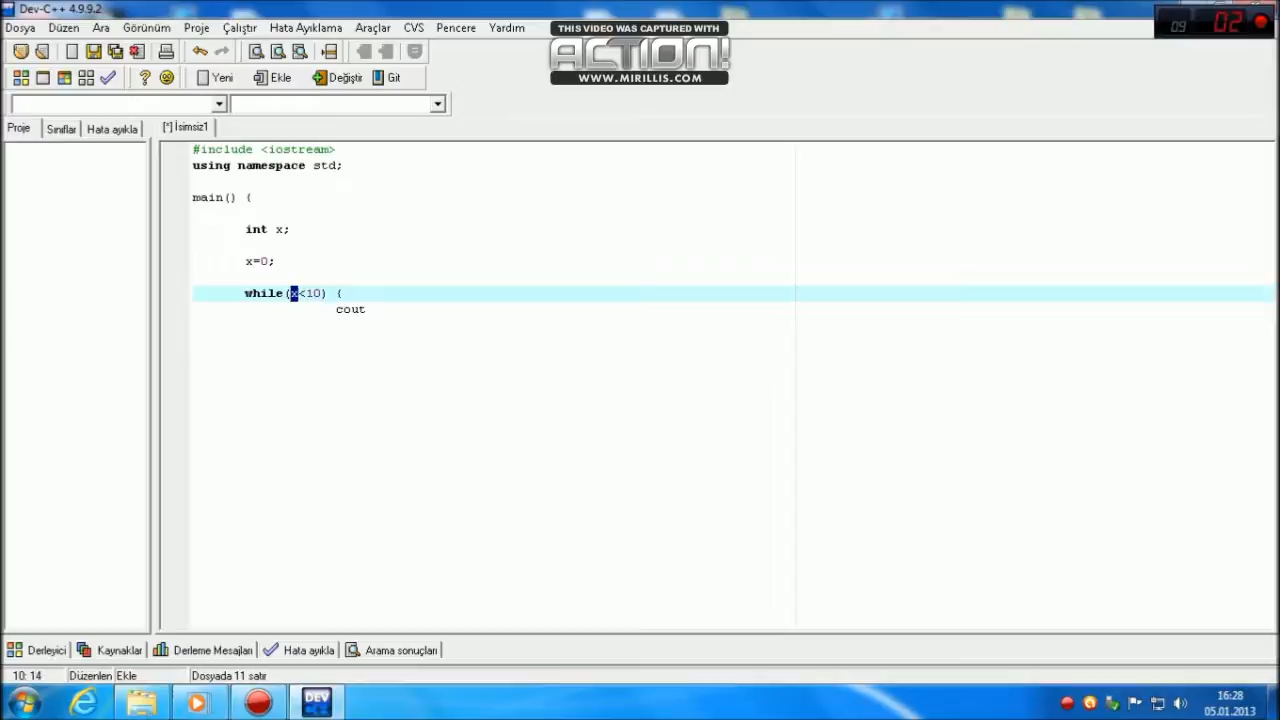 Dev-C++ 4.9.9.2
Dosya Düzen Ara Görünüm Proje Çalıştır Hata Ayıklama Araçlar CVS Pencere Yardım
THIS VIDEO WAS CAPTURED WITH
ACTION!
WWW.MIRILLIS.COM
09 02
Yeni Ekle Değiştir Git
Proje Sınıflar Hata ayıkla
[*] İsimsiz1
#include <iostream>
using namespace std;
main() {
int x;
x=0;
while(x<10) {
cout
Derleyici Kaynaklar Derleme Mesajları Hata ayıkla Arama sonuçları
10: 14 Düzenlen Ekle Dosyada 11 satır
DEV
16:28
05.01.2013